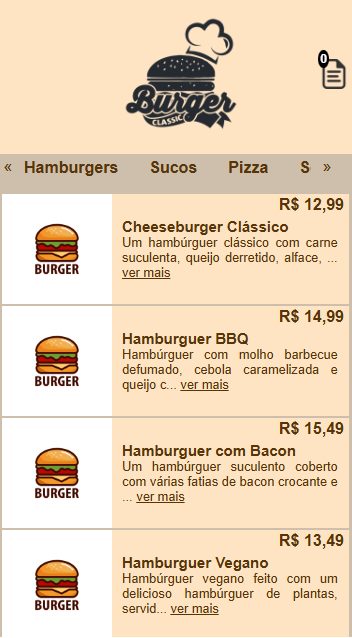 Burger
CLASSIC
0
« Hamburgers Sucos Pizza S »
R$ 12,99
Cheeseburger Clássico
Um hambúrguer clássico com carne
suculenta, queijo derretido, alface, ...
ver mais
BURGER
R$ 14,99
Hamburguer BBQ
Hambúrguer com molho barbecue
defumado, cebola caramelizada e
queijo c... ver mais
BURGER
R$ 15,49
Hamburguer com Bacon
Um hambúrguer suculento coberto
com várias fatias de bacon crocante e
... ver mais
BURGER
R$ 13,49
Hamburguer Vegano
Hambúrguer vegano feito com um
delicioso hambúrguer de plantas,
servid... ver mais
BURGER